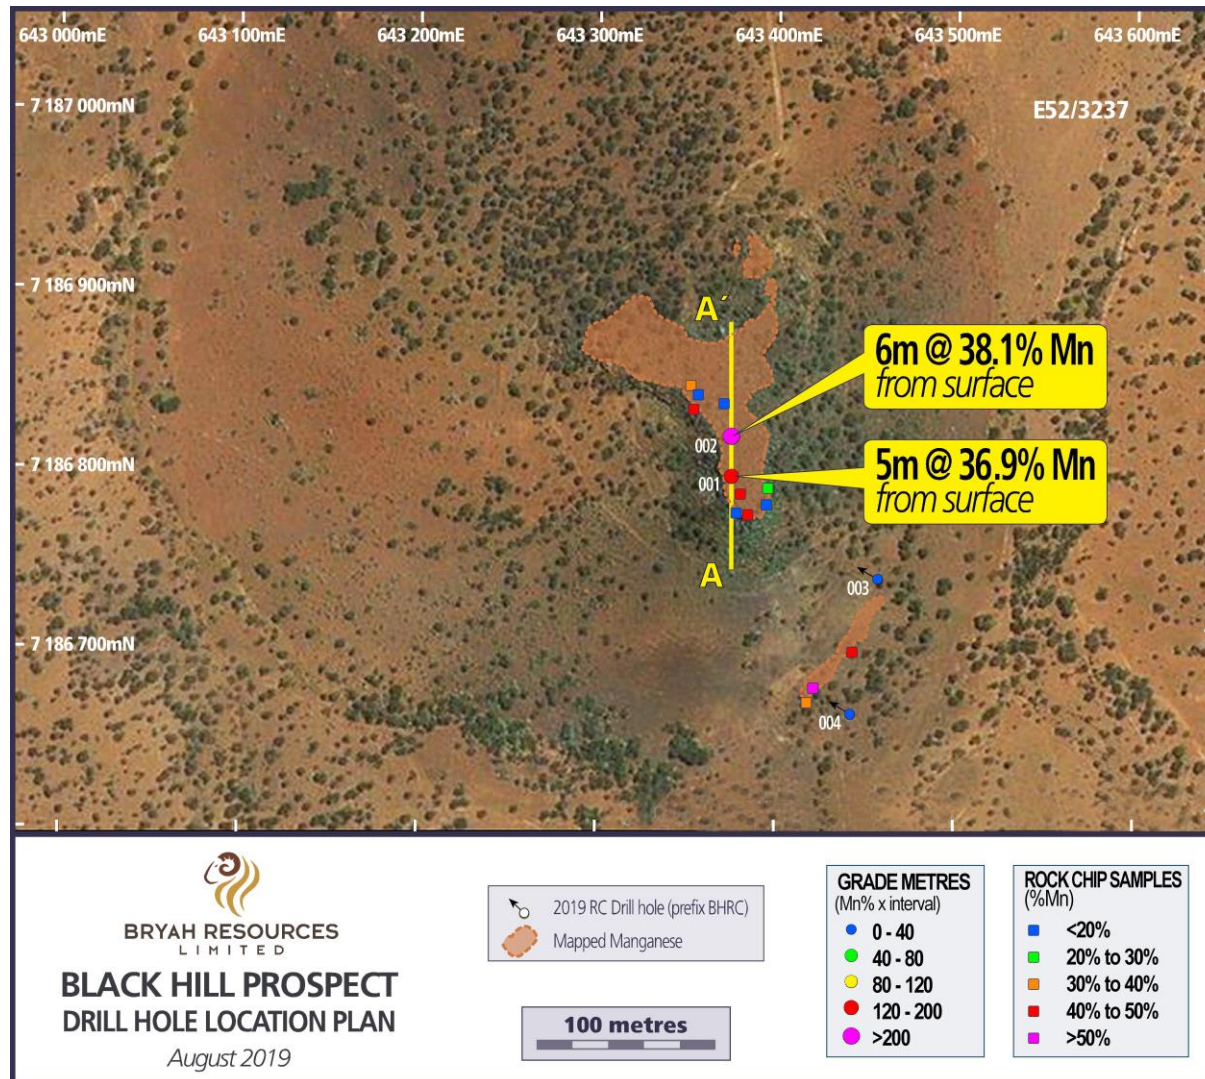 643 000mE
643 100mE
643 200mE
643 300mE
643 400mE
643 500mE
643 600mE
7 187 000mN
E52/3237
7 186 900mN
A´
6m @ 38.1% Mn
from surface
002
7 186 800mN
001
5m @ 36.9% Mn
from surface
A
003
7 186 700mN
004
BRYAH RESOURCES
LIMITED
BLACK HILL PROSPECT
DRILL HOLE LOCATION PLAN
August 2019
2019 RC Drill hole (prefix BHRC)
Mapped Manganese
100 metres
GRADE METRES
(Mn% x interval)
0 - 40
40 - 80
80 - 120
120 - 200
>200
ROCK CHIP SAMPLES
(%Mn)
<20%
20% to 30%
30% to 40%
40% to 50%
>50%